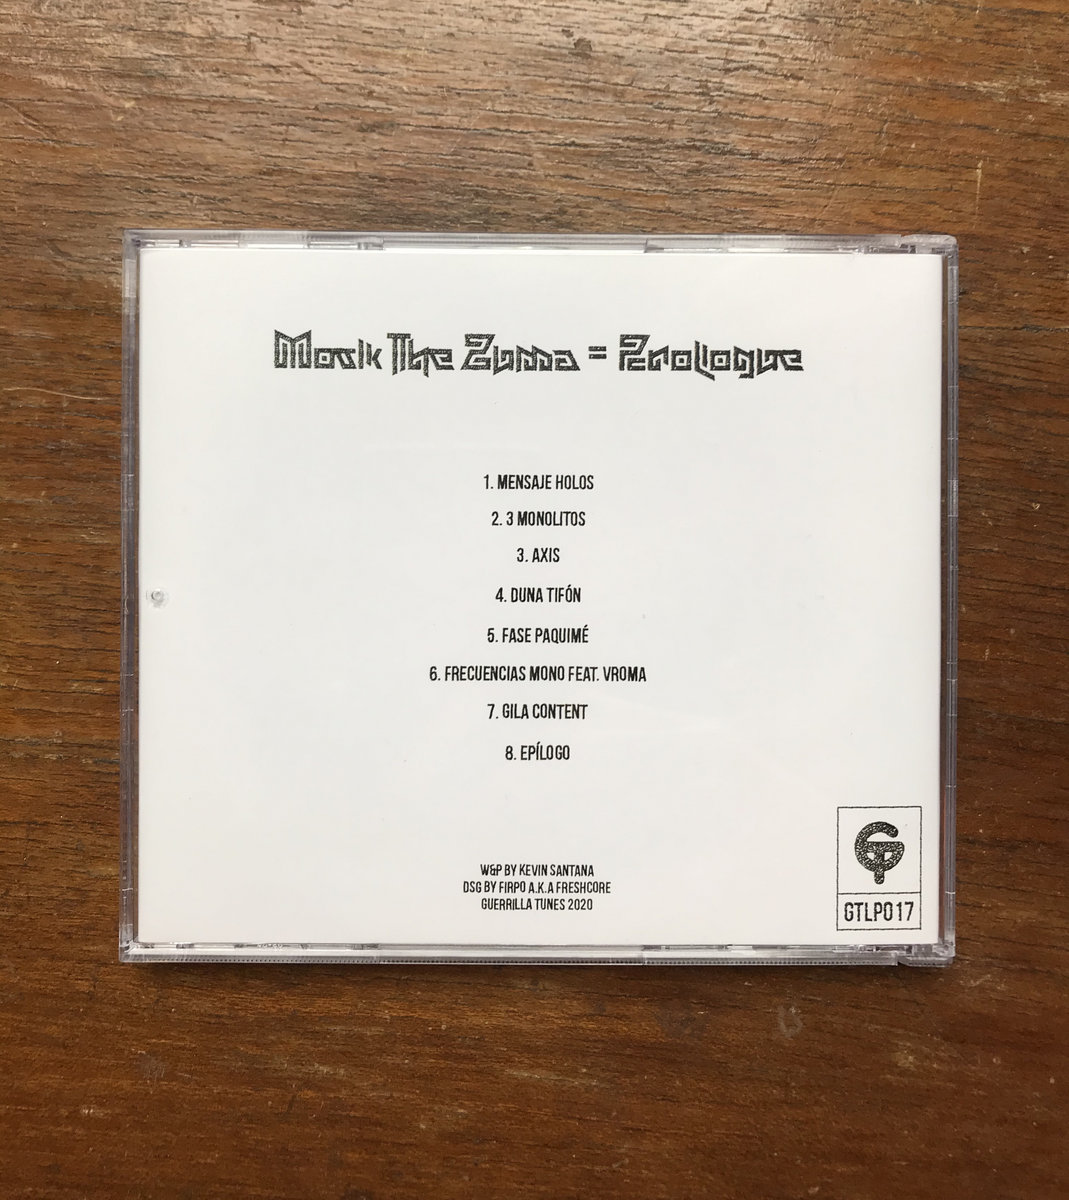 Monk The Zuma = Prologue
1. MENSAJE HOLOS
2. 3 MONOLITOS
3. AXIS
4. DUNA TIFÓN
5. FASE PAQUIMÉ
6. FRECUENCIAS MONO FEAT. VROMA
7. GILA CONTENT
8. EPÍLOGO
W&P BY KEVIN SANTANA
DSG BY FIRPO A.K.A FRESHCORE
GUERRILLA TUNES 2020
GTLP017